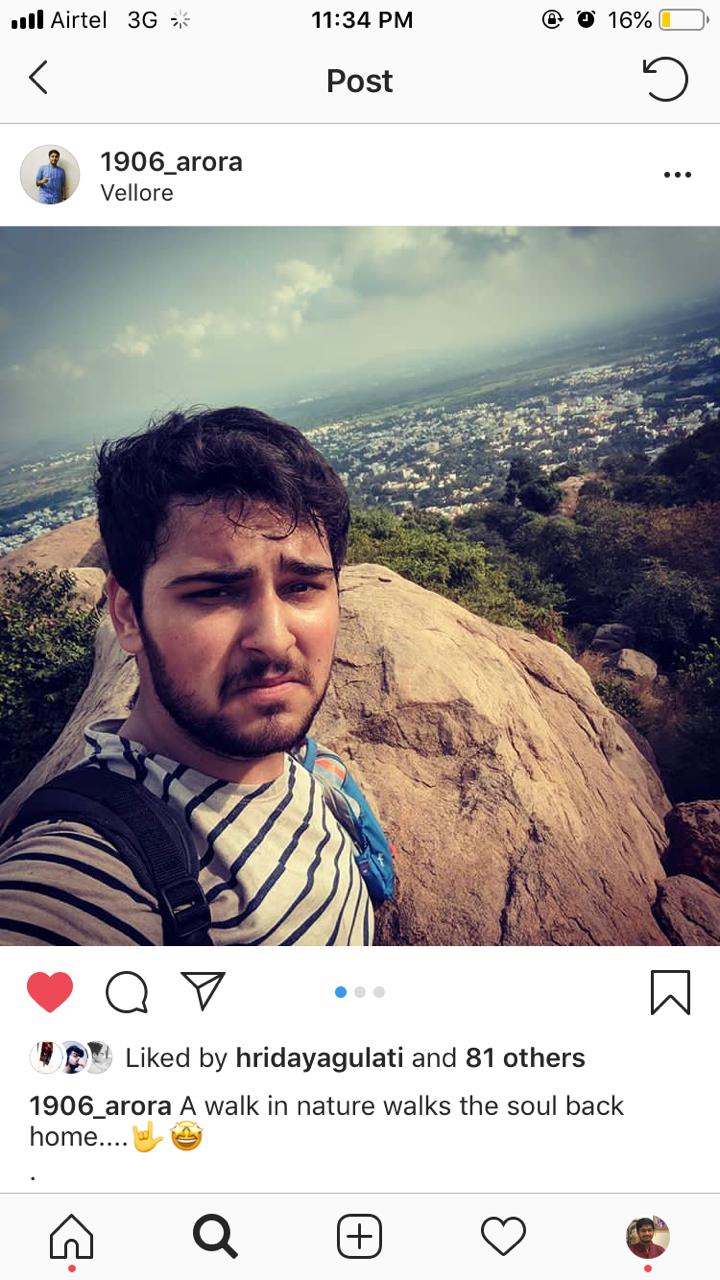 Airtel 3G 11:34 PM 16%
Post
1906_arora
Vellore
Liked by hridayagulati and 81 others
1906_arora A walk in nature walks the soul back
home....🤟🤩
.